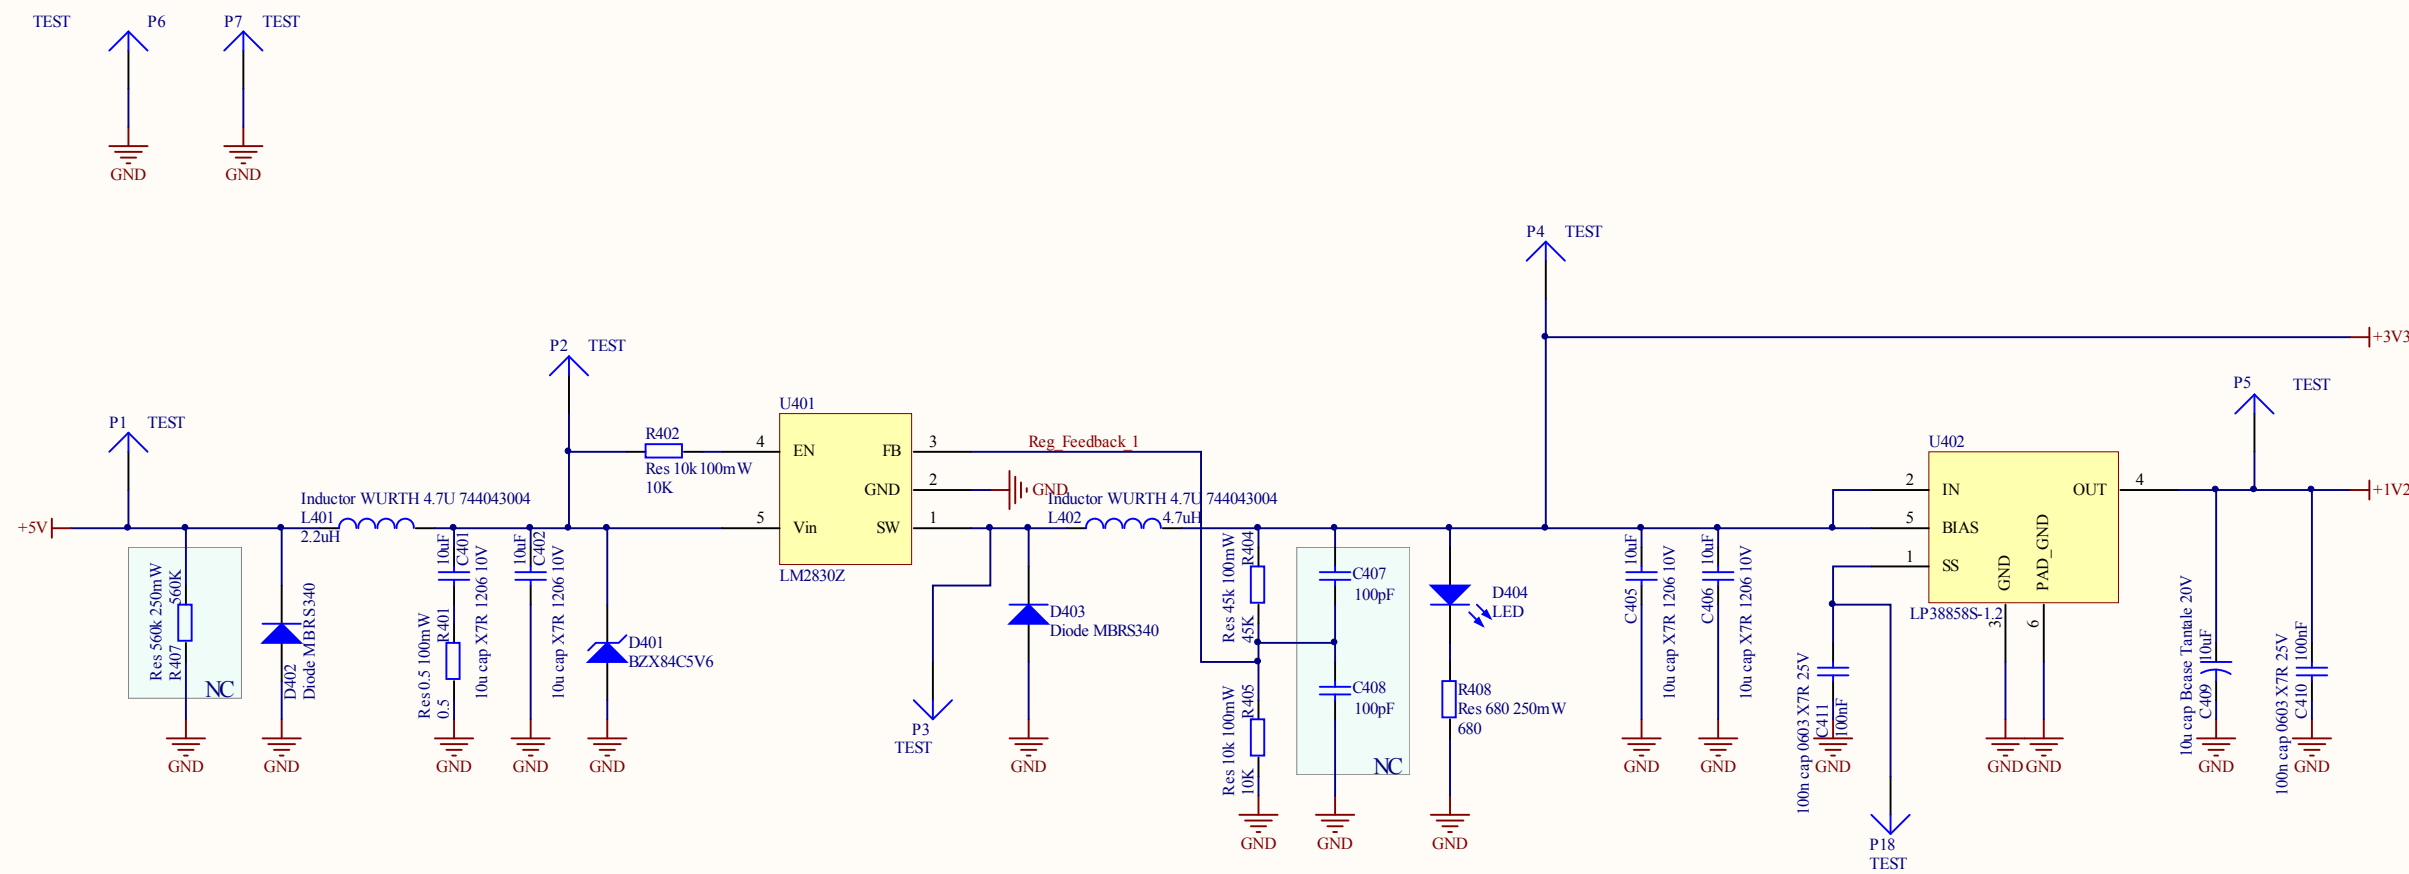 TEST P6 P7 TEST
GND GND
P4 TEST
+3V3
P2 TEST
P5 TEST
P1 TEST
U401
R402
Res 10k 100mW
10K
4 EN FB 3
Reg_Feedback_1
GND 2
GND
5 Vin SW 1
LM2830Z
Inductor WURTH 4.7U 744043004
L401
2.2uH
Inductor WURTH 4.7U 744043004
L402 4.7uH
+5V
U402
2 IN OUT 4
+1V2
5 BIAS
1 SS
GND
PAD_GND
LP38858S-1.2
3
6
Res 560k 250mW
R407 560K
NC
D402
Diode MBRS340
10uF
C401
10u cap X7R 1206 10V
Res 0.5 100mW
0.5
R401
10uF
C402
10u cap X7R 1206 10V
D401
BZX84C5V6
P3
TEST
D403
Diode MBRS340
Res 45k 100mW
45K
R404
Res 10k 100mW
10K
R405
C407
100pF
C408
100pF
NC
D404
LED
R408
Res 680 250mW
680
C405 10uF
10u cap X7R 1206 10V
C406 10uF
10u cap X7R 1206 10V
100n cap 0603 X7R 25V
C411
100nF
P18
TEST
10u cap Bcase Tantale 20V
C409 10uF
100n cap 0603 X7R 25V
C410 100nF
GND GND GND GND GND GND GND GND GND GND GND GND GND GND
GND GND GND